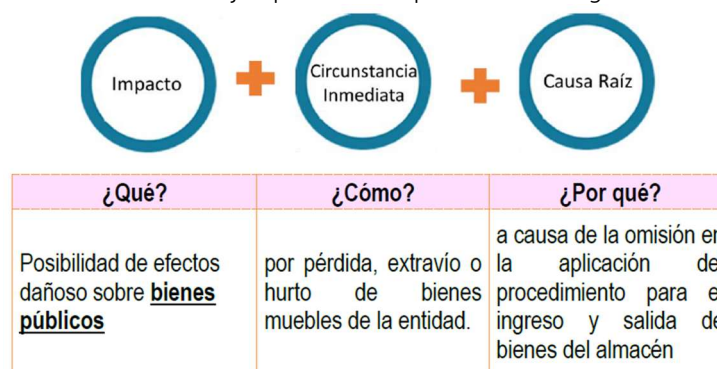 Impacto
Circunstancia
Inmediata
Causa Raíz
¿Qué?
¿Cómo?
¿Por qué?
Posibilidad de efectos
dañoso sobre bienes
públicos
por pérdida, extravío o
hurto de bienes
muebles de la entidad.
a causa de la omisión
la aplicación
procedimiento para
ingreso y salida
bienes del almacén